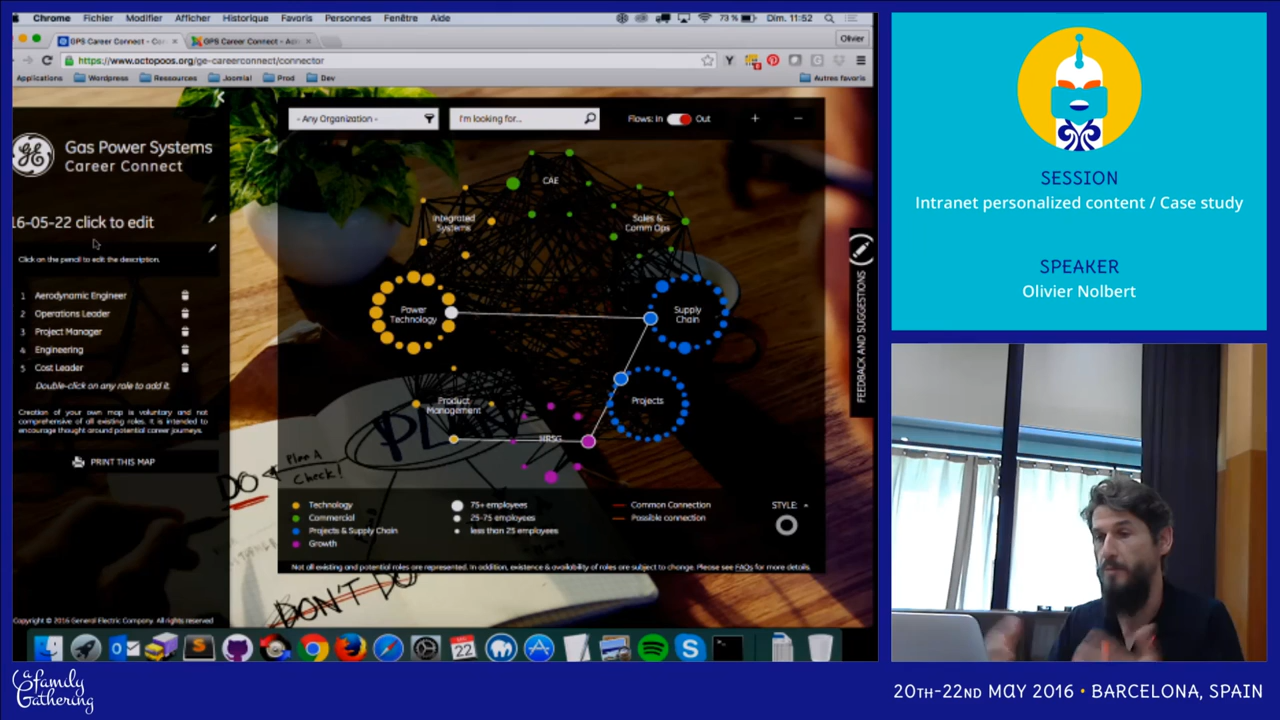 Chrome Fichier Modifier Afficher Historique Favoris Personnes Fenêtre Aide
73 % Dim. 11:52
GPS Career Connect - Co
GPS Career Connect - A
Olivier
https://www.octopoos.org/ge-careerconnect/connector
Applications Wordpress Ressources Joomla! Prod Dev Autres favoris
- Any Organization -
I'm looking for...
Flows: In Out
+ -
Gas Power Systems
Career Connect
16-05-22 click to edit
Click on the pencil to edit the description.
1 Aerodynamic Engineer
2 Operations Leader
3 Project Manager
4 Engineering
5 Cost Leader
Double-click on any role to add it.
Creation of your own map is voluntary and not
comprehensive of all existing roles. It is intended to
encourage thought around potential career journeys.
PRINT THIS MAP
Copyright © 2016 General Electric Company. All rights reserved
CAE
Integrated
Systems
Sales &
Comm Ops
Power
Technology
Supply
Chain
Product
Management
Projects
HRSG
PLAN
Plan A
Check!
DO
DON'T DO
FEEDBACK AND SUGGESTIONS
Technology
Commercial
Projects & Supply Chain
Growth
75+ employees
25-75 employees
less than 25 employees
Common Connection
Possible connection
STYLE:
Not all existing and potential roles are represented. In addition, existence & availability of roles are subject to change. Please see FAQs for more details.
22
SESSION
Intranet personalized content / Case study
SPEAKER
Olivier Nolbert
a family
Gathering
20TH-22ND MAY 2016 • BARCELONA, SPAIN